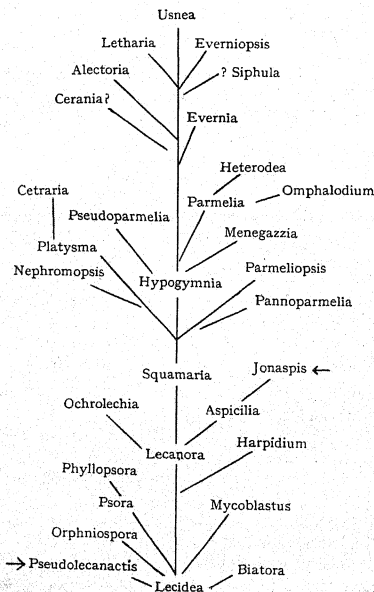 Usnea
Letharia Everniopsis
Alectoria ? Siphula
Cerania?
Evernia
Heterodea
Cetraria Omphalodium
Parmelia
Pseudoparmelia
Menegazzia
Platysma
Nephromopsis Parmeliopsis
Hypogymnia
Pannoparmelia
Squamaria Jonaspis ←
Ochrolechia
Aspicilia
Harpidium
Lecanora
Phyllopsora
Psora Mycoblastus
Orphniospora
→ Pseudolecanactis Biatora
Lecidea